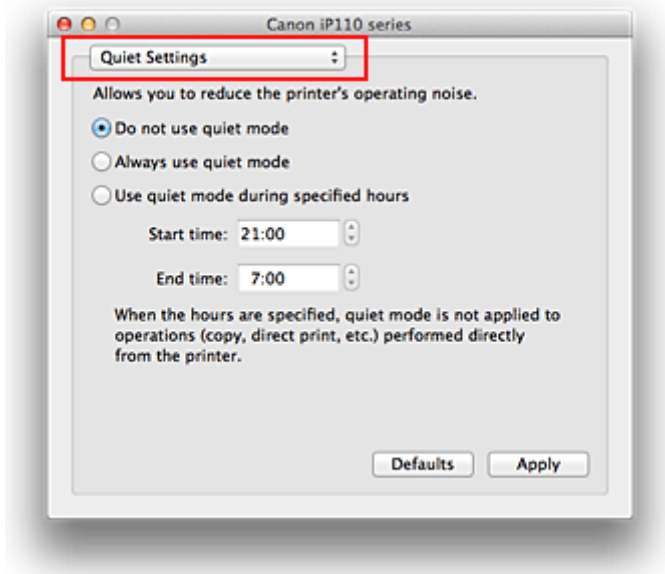 Canon iP110 series
Quiet Settings
Allows you to reduce the printer's operating noise.
Do not use quiet mode
Always use quiet mode
Use quiet mode during specified hours
Start time: 21:00
End time: 7:00
When the hours are specified, quiet mode is not applied to
operations (copy, direct print, etc.) performed directly
from the printer.
Defaults Apply